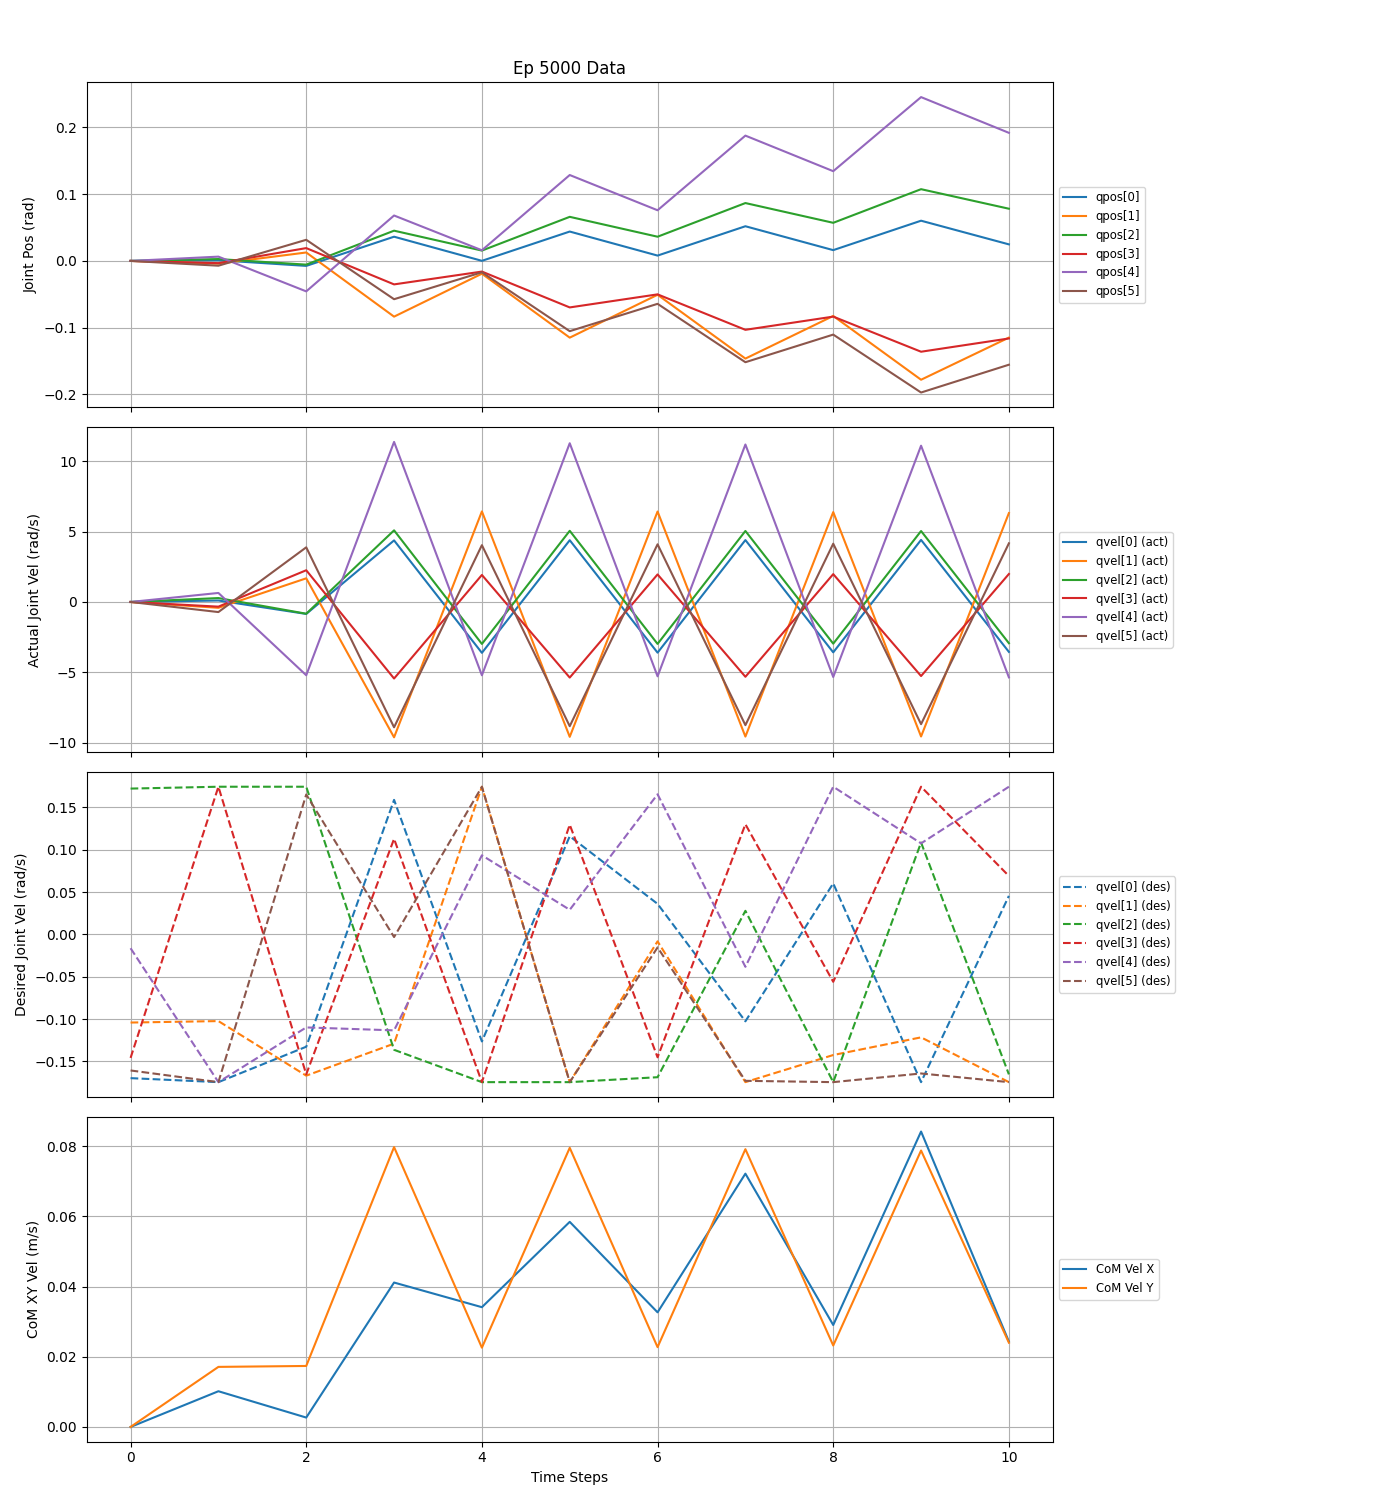 Ep 5000 Data
Joint Pos (rad)
0.2
0.1
0.0
−0.1
−0.2
qpos[0]
qpos[1]
qpos[2]
qpos[3]
qpos[4]
qpos[5]
Actual Joint Vel (rad/s)
10
5
0
−5
−10
qvel[0] (act)
qvel[1] (act)
qvel[2] (act)
qvel[3] (act)
qvel[4] (act)
qvel[5] (act)
Desired Joint Vel (rad/s)
0.15
0.10
0.05
0.00
−0.05
−0.10
−0.15
qvel[0] (des)
qvel[1] (des)
qvel[2] (des)
qvel[3] (des)
qvel[4] (des)
qvel[5] (des)
CoM XY Vel (m/s)
0.08
0.06
0.04
0.02
0.00
CoM Vel X
CoM Vel Y
0 2 4 6 8 10
Time Steps